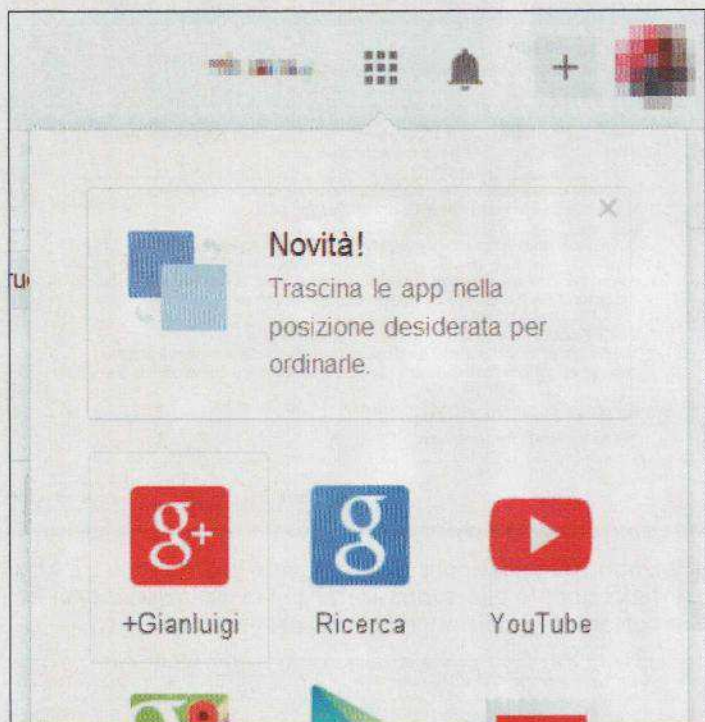 Novità!
Trascina le app nella
posizione desiderata per
ordinarle.
g+
g
+Gianluigi
Ricerca
YouTube